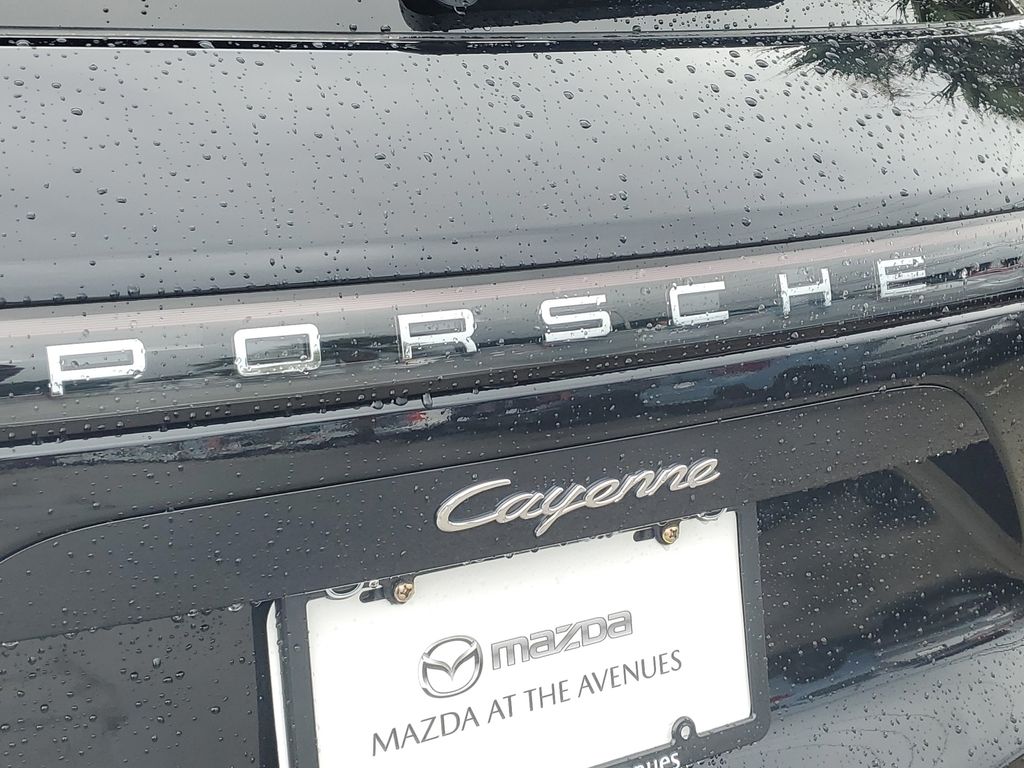 PORSCHE
Cayenne
mazda
MAZDA AT THE AVENUES